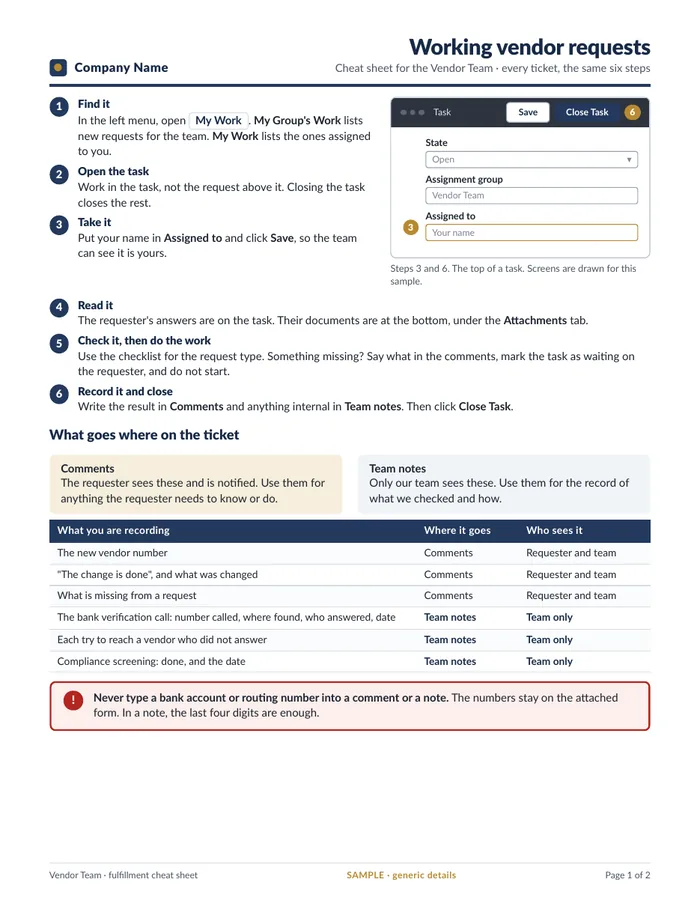 Working vendor requests
Company Name
Cheat sheet for the Vendor Team · every ticket, the same six steps
1
Find it
In the left menu, open My Work . My Group's Work lists
new requests for the team. My Work lists the ones assigned
to you.
2
Open the task
Work in the task, not the request above it. Closing the task
closes the rest.
3
Take it
Put your name in Assigned to and click Save, so the team
can see it is yours.
Task
Save
Close Task
6
State
Open
Assignment group
Vendor Team
Assigned to
3
Your name
Steps 3 and 6. The top of a task. Screens are drawn for this
sample.
4
Read it
The requester's answers are on the task. Their documents are at the bottom, under the Attachments tab.
5
Check it, then do the work
Use the checklist for the request type. Something missing? Say what in the comments, mark the task as waiting on
the requester, and do not start.
6
Record it and close
Write the result in Comments and anything internal in Team notes. Then click Close Task.
What goes where on the ticket
Comments
The requester sees these and is notified. Use them for
anything the requester needs to know or do.
Team notes
Only our team sees these. Use them for the record of
what we checked and how.
What you are recording Where it goes Who sees it
The new vendor number Comments Requester and team
"The change is done", and what was changed Comments Requester and team
What is missing from a request Comments Requester and team
The bank verification call: number called, where found, who answered, date Team notes Team only
Each try to reach a vendor who did not answer Team notes Team only
Compliance screening: done, and the date Team notes Team only
!
Never type a bank account or routing number into a comment or a note. The numbers stay on the attached
form. In a note, the last four digits are enough.
Vendor Team · fulfillment cheat sheet SAMPLE · generic details Page 1 of 2